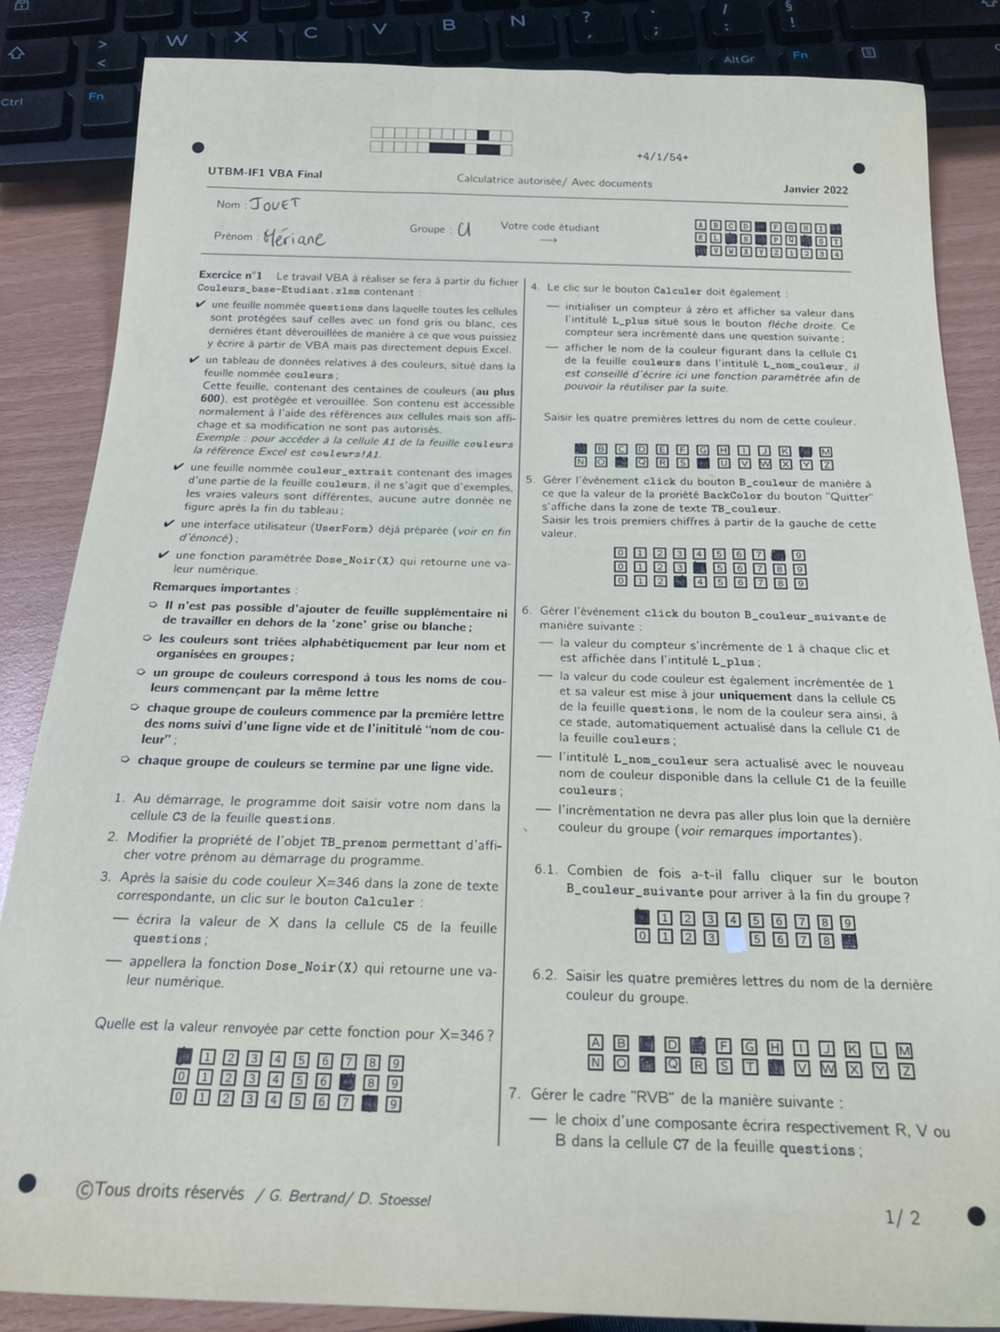 +4/1/54+
UTBM-IF1 VBA Final
Calculatrice autorisée/ Avec documents
Janvier 2022
Nom : JOUET
Prénom : Mériane
Groupe :
Votre code étudiant
Exercice n°1 Le travail VBA à réaliser se fera à partir du fichier
Couleurs_base-Etudiant.xlsm contenant :
✔ une feuille nommée questions dans laquelle toutes les cellules
sont protégées sauf celles avec un fond gris ou blanc, ces
dernières étant déverouillées de manière à ce que vous puissiez
y écrire à partir de VBA mais pas directement depuis Excel.
✔ un tableau de données relatives à des couleurs, situé dans la
feuille nommée couleurs ;
Cette feuille, contenant des centaines de couleurs (au plus
600), est protégée et verouillée. Son contenu est accessible
normalement à l'aide des références aux cellules mais son affi-
chage et sa modification ne sont pas autorisés.
Exemple : pour accéder à la cellule A1 de la feuille couleurs
la référence Excel est couleurs!A1.
✔ une feuille nommée couleur_extrait contenant des images
d'une partie de la feuille couleurs, il ne s'agit que d'exemples,
les vraies valeurs sont différentes, aucune autre donnée ne
figure après la fin du tableau ;
✔ une interface utilisateur (UserForm) déjà préparée (voir en fin
d'énoncé) ;
✔ une fonction paramétrée Dose_Noir(X) qui retourne une va-
leur numérique.
Remarques importantes :
Il n'est pas possible d'ajouter de feuille supplémentaire ni
de travailler en dehors de la 'zone' grise ou blanche ;
les couleurs sont triées alphabétiquement par leur nom et
organisées en groupes ;
un groupe de couleurs correspond à tous les noms de cou-
leurs commençant par la même lettre
chaque groupe de couleurs commence par la première lettre
des noms suivi d'une ligne vide et de l'inititulé "nom de cou-
leur" ;
chaque groupe de couleurs se termine par une ligne vide.
1. Au démarrage, le programme doit saisir votre nom dans la
cellule C3 de la feuille questions.
2. Modifier la propriété de l'objet TB_prenom permettant d'affi-
cher votre prénom au démarrage du programme.
3. Après la saisie du code couleur X=346 dans la zone de texte
correspondante, un clic sur le bouton Calculer :
— écrira la valeur de X dans la cellule C5 de la feuille
questions ;
— appellera la fonction Dose_Noir(X) qui retourne une va-
leur numérique.
Quelle est la valeur renvoyée par cette fonction pour X=346 ?
1 2 3 4 5 6 7 8 9
0 1 2 3 4 5 6 8 9
0 1 2 3 4 5 6 7 9
4. Le clic sur le bouton Calculer doit également :
— initialiser un compteur à zéro et afficher sa valeur dans
l'intitulé L_plus situé sous le bouton flèche droite. Ce
compteur sera incrémenté dans une question suivante ;
— afficher le nom de la couleur figurant dans la cellule C1
de la feuille couleurs dans l'intitulé L_nom_couleur, il
est conseillé d'écrire ici une fonction paramétrée afin de
pouvoir la réutiliser par la suite.
Saisir les quatre premières lettres du nom de cette couleur.
B C D E F G H I J K M
N O Q R S U V W X Y Z
5. Gérer l'évènement click du bouton B_couleur de manière à
ce que la valeur de la proriété BackColor du bouton "Quitter"
s'affiche dans la zone de texte TB_couleur.
Saisir les trois premiers chiffres à partir de la gauche de cette
valeur.
0 1 2 3 4 5 6 7 9
0 1 2 3 5 6 7 8 9
0 1 2 4 5 6 7 8 9
6. Gérer l'évènement click du bouton B_couleur_suivante de
manière suivante :
— la valeur du compteur s'incrémente de 1 à chaque clic et
est affichée dans l'intitulé L_plus ;
— la valeur du code couleur est également incrémentée de 1
et sa valeur est mise à jour uniquement dans la cellule C5
de la feuille questions, le nom de la couleur sera ainsi, à
ce stade, automatiquement actualisé dans la cellule C1 de
la feuille couleurs ;
— l'intitulé L_nom_couleur sera actualisé avec le nouveau
nom de couleur disponible dans la cellule C1 de la feuille
couleurs ;
— l'incrémentation ne devra pas aller plus loin que la dernière
couleur du groupe (voir remarques importantes).
6.1. Combien de fois a-t-il fallu cliquer sur le bouton
B_couleur_suivante pour arriver à la fin du groupe ?
1 2 3 4 5 6 7 8 9
0 1 2 3 5 6 7 8
6.2. Saisir les quatre premières lettres du nom de la dernière
couleur du groupe.
A B D F G H I J K L M
N O Q R S T V W X Y Z
7. Gérer le cadre "RVB" de la manière suivante :
— le choix d'une composante écrira respectivement R, V ou
B dans la cellule C7 de la feuille questions ;
©Tous droits réservés / G. Bertrand/ D. Stoessel
1/ 2